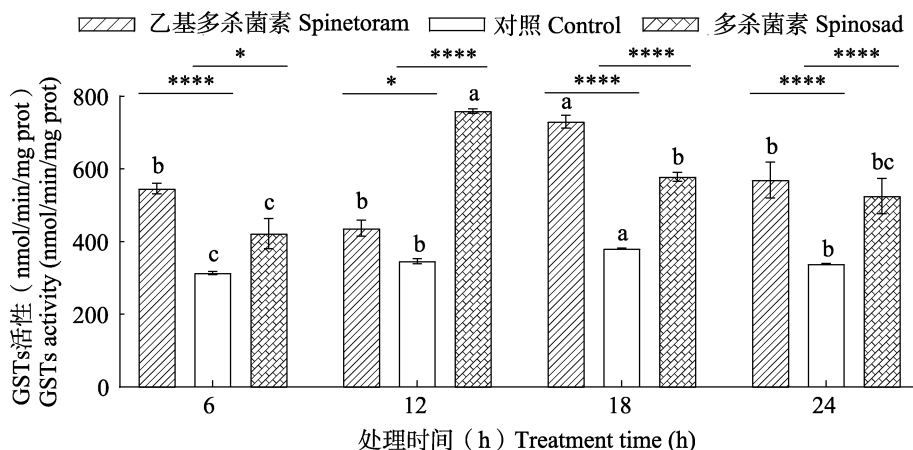 乙基多杀菌素 Spinetoram 对照 Control 多杀菌素 Spinosad
* **** **** ****
**** * **** ****
GSTs活性（nmol/min/mg prot）
GSTs activity (nmol/min/mg prot)
800
600
400
200
0
b c c
b b a
a a b
b b bc
6 12 18 24
处理时间（h）Treatment time (h)